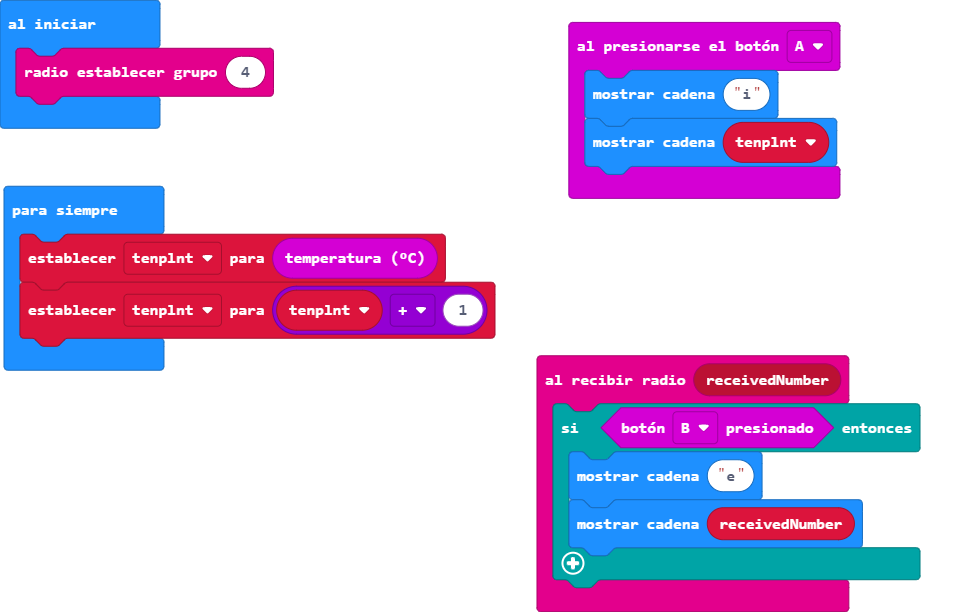 al iniciar
radio establecer grupo 4
al presionarse el botón A
mostrar cadena "i"
mostrar cadena tenplnt
para siempre
establecer tenplnt para temperatura (ºC)
establecer tenplnt para tenplnt + 1
al recibir radio receivedNumber
si botón B presionado entonces
mostrar cadena "e"
mostrar cadena receivedNumber